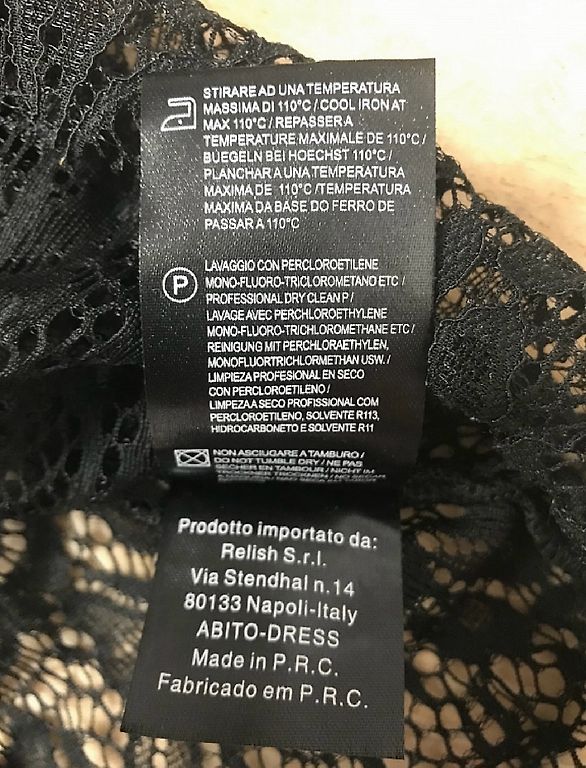 STIRARE AD UNA TEMPERATURA
MASSIMA DI 110°C / COOL IRON AT
MAX 110°C / REPASSER A
TEMPERATURE MAXIMALE DE 110°C /
BUEGELN BEI HOECHST 110°C /
PLANCHAR A UNA TEMPERATURA
MAXIMA DE 110°C /TEMPERATURA
MAXIMA DA BASE DO FERRO DE
PASSAR A 110°C
P
LAVAGGIO CON PERCLOROETILENE
MONO-FLUORO-TRICLOROMETANO ETC /
PROFESSIONAL DRY CLEAN P /
LAVAGE AVEC PERCHLOROETHYLENE
MONO-FLUORO-TRICHLOROMETHANE ETC /
REINIGUNG MIT PERCHLORAETHYLEN,
MONOFLUORTRICHLORMETHAN USW. /
LIMPIEZA PROFESIONAL EN SECO
CON PERCLOROETILENO /
LIMPEZA A SECO PROFISSIONAL COM
PERCLOROETILENO, SOLVENTE R113,
HIDROCARBONETO E SOLVENTE R11
NON ASCIUGARE A TAMBURO /
DO NOT TUMBLE DRY / NE PAS
SECHER EN TAMBOUR / NICHT IM
Prodotto importato da:
Relish S.r.l.
Via Stendhal n.14
80133 Napoli-Italy
ABITO-DRESS
Made in P.R.C.
Fabricado em P.R.C.